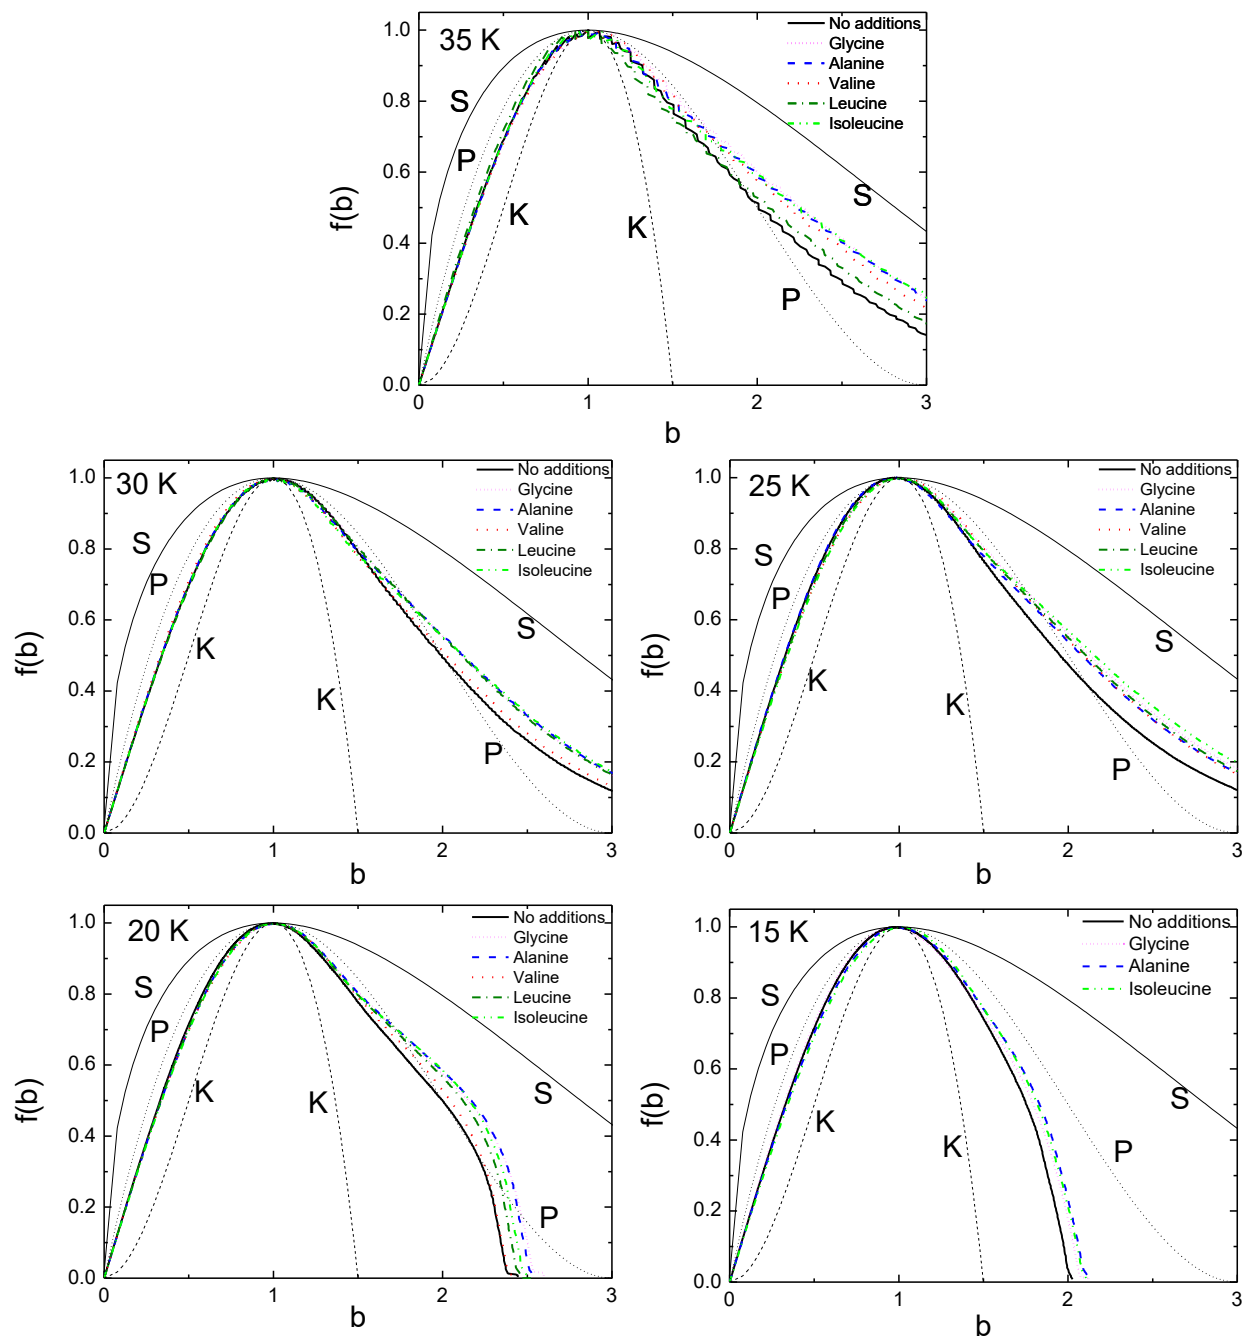 35 K
No additions
Glycine
Alanine
Valine
Leucine
Isoleucine
1.0
0.8
0.6
0.4
0.2
0.0
f(b)
S
P
K
K
S
P
0
1
2
3
b
30 K
No additions
Glycine
Alanine
Valine
Leucine
Isoleucine
1.0
0.8
0.6
0.4
0.2
0.0
f(b)
S
P
K
K
S
P
0
1
2
3
b
25 K
No additions
Glycine
Alanine
Valine
Leucine
Isoleucine
1.0
0.8
0.6
0.4
0.2
0.0
f(b)
S
P
K
K
S
P
0
1
2
3
b
20 K
No additions
Glycine
Alanine
Valine
Leucine
Isoleucine
1.0
0.8
0.6
0.4
0.2
0.0
f(b)
S
P
K
K
S
P
0
1
2
3
b
15 K
No additions
Glycine
Alanine
Isoleucine
1.0
0.8
0.6
0.4
0.2
0.0
f(b)
S
P
K
K
S
P
0
1
2
3
b